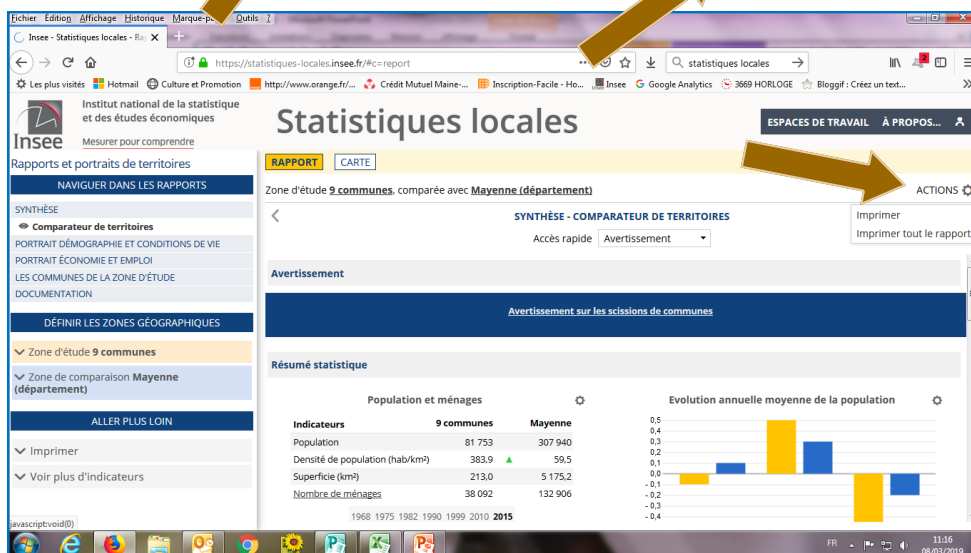 Fichier Edition Affichage Historique Marque-pa Outils ?
Insee - Statistiques locales - Ra
https://statistiques-locales.insee.fr/#c=report
statistiques locales
2
Les plus visités Hotmail Culture et Promotion http://www.orange.fr/... Crédit Mutuel Maine-... Inscription-Facile - Ho... Insee Google Analytics 3669 HORLOGE Bloggif : Créez un text...
Institut national de la statistique
et des études économiques
Insee
Mesurer pour comprendre
Statistiques locales
ESPACES DE TRAVAIL À PROPOS...
Rapports et portraits de territoires
NAVIGUER DANS LES RAPPORTS
SYNTHÈSE
Comparateur de territoires
PORTRAIT DÉMOGRAPHIE ET CONDITIONS DE VIE
PORTRAIT ÉCONOMIE ET EMPLOI
LES COMMUNES DE LA ZONE D'ÉTUDE
DOCUMENTATION
DÉFINIR LES ZONES GÉOGRAPHIQUES
Zone d'étude 9 communes
Zone de comparaison Mayenne
(département)
ALLER PLUS LOIN
Imprimer
Voir plus d'indicateurs
javascript:void(0)
RAPPORT CARTE
Zone d'étude 9 communes, comparée avec Mayenne (département)
ACTIONS
Imprimer
Imprimer tout le rapport
SYNTHÈSE - COMPARATEUR DE TERRITOIRES
Accès rapide Avertissement
Avertissement
Avertissement sur les scissions de communes
Résumé statistique
Population et ménages
Indicateurs 9 communes Mayenne
Population 81 753 307 940
Densité de population (hab/km²) 383,9 59,5
Superficie (km²) 213,0 5 175,2
Nombre de ménages 38 092 132 906
1968 1975 1982 1990 1999 2010 2015
Evolution annuelle moyenne de la population
0,5
0,4
0,3
0,2
0,1
0,0
- 0,1
- 0,2
- 0,3
- 0,4
FR
11:16
08/03/2019